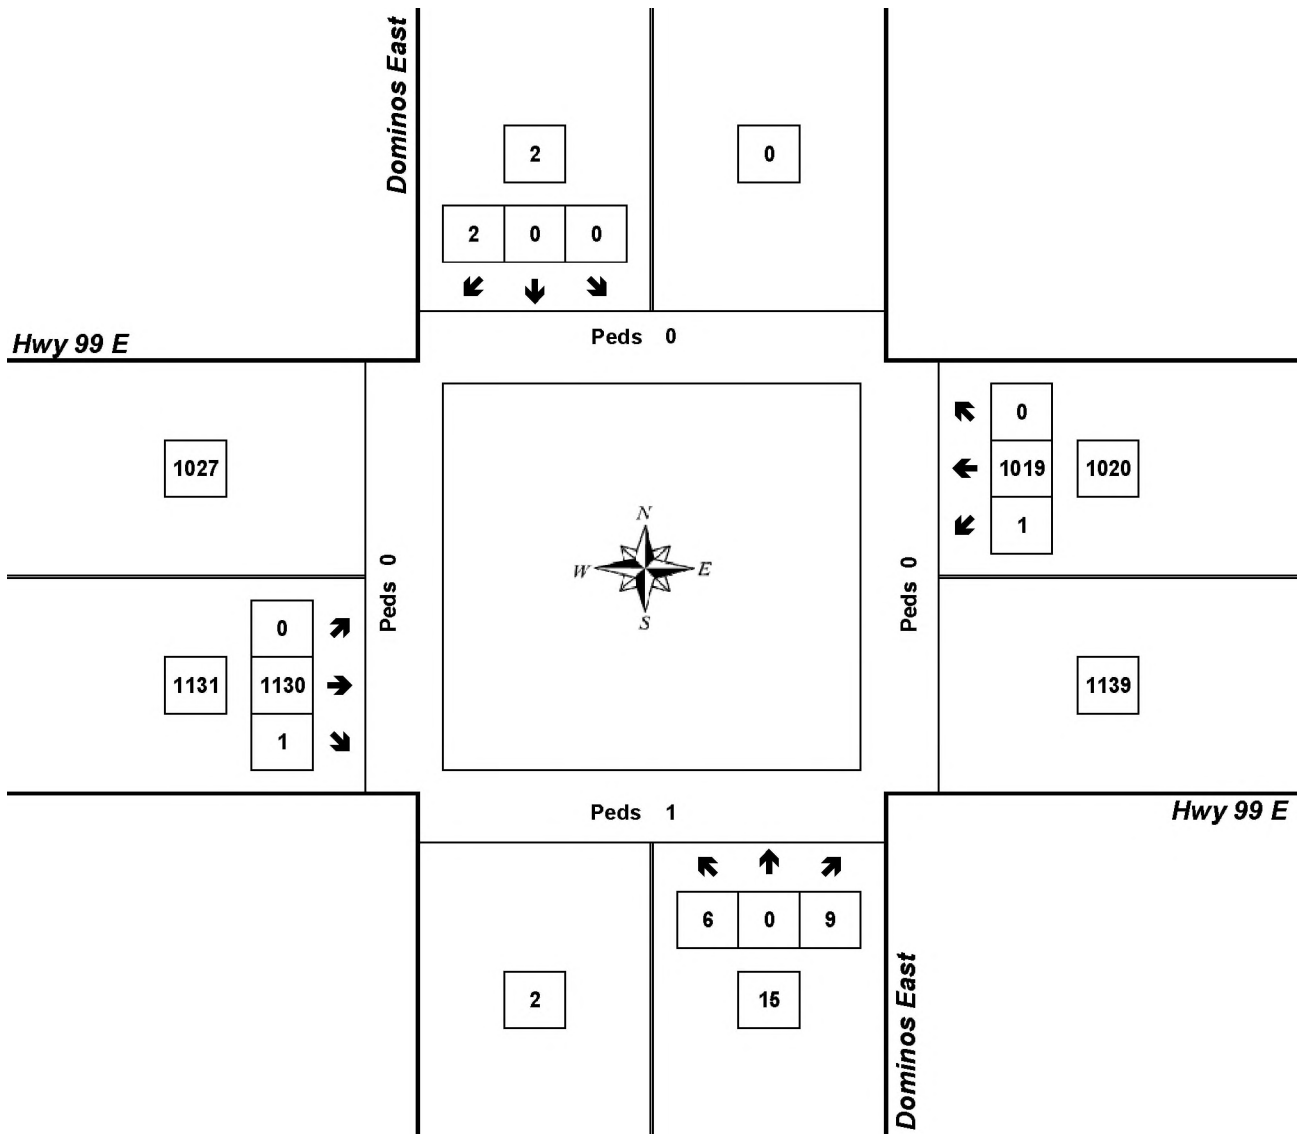 Dominos East
2 0
2 0 0
Peds 0
Hwy 99 E
0
1027 1019 1020
1
N
W E
S
Peds 0
Peds 0
0
1131 1130 1139
1
Peds 1
Hwy 99 E
6 0 9
2 15
Dominos East